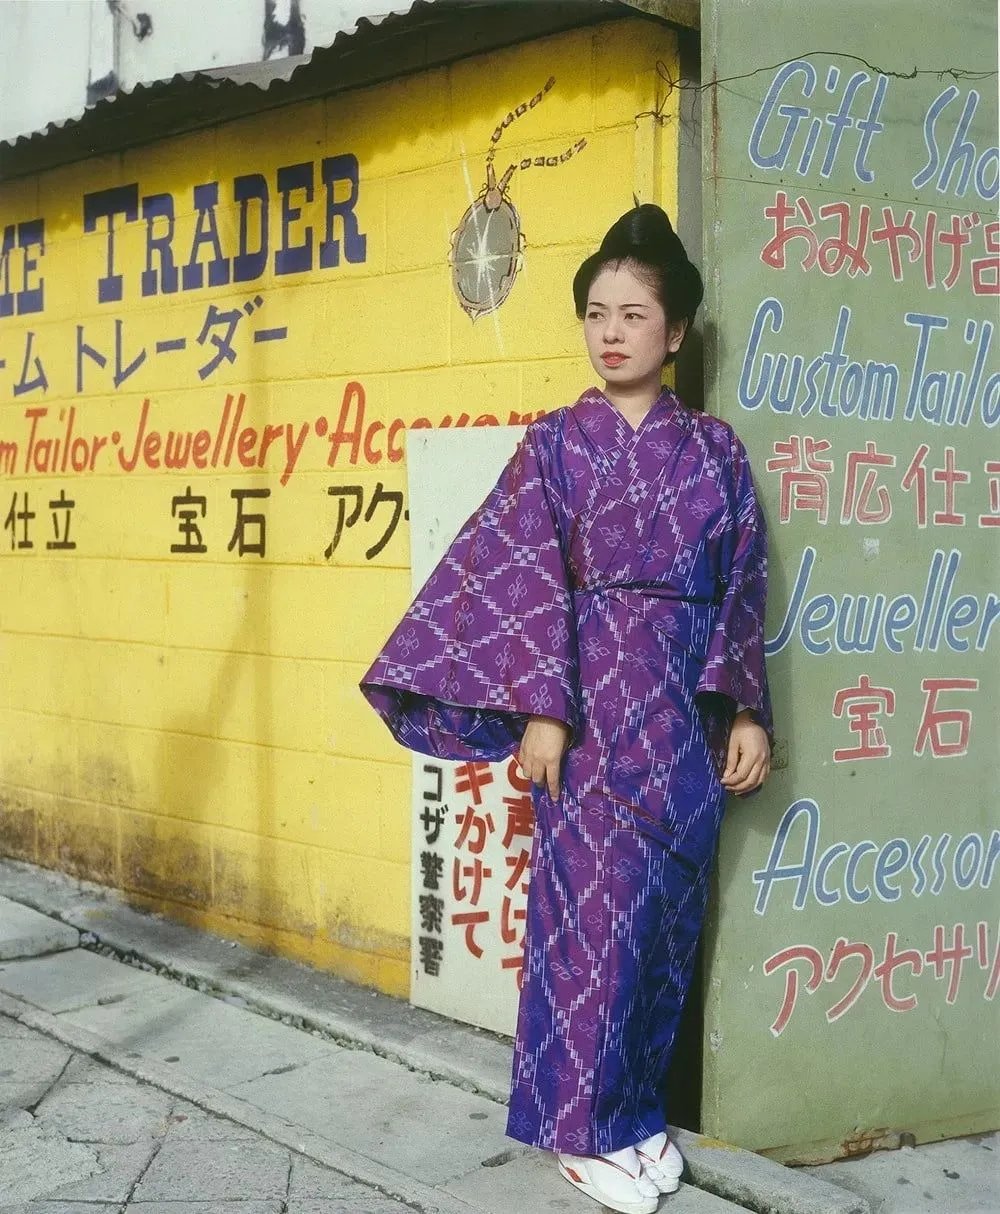 ME TRADER
ーム トレーダー
m Tailor・Jewellery・Acc
仕立 宝石 アク
声かけて
キかけて
コザ警察署
Gift Sho
おみやげ品
Custom Tailo
背広仕立
Jeweller
宝石
Accessor
アクセサリ